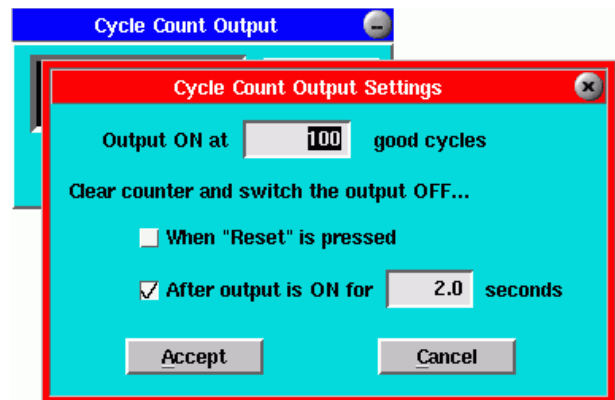 Cycle Count Output
Cycle Count Output Settings
Output ON at 100 good cycles
Clear counter and switch the output OFF...
When "Reset" is pressed
After output is ON for 2.0 seconds
Accept Cancel